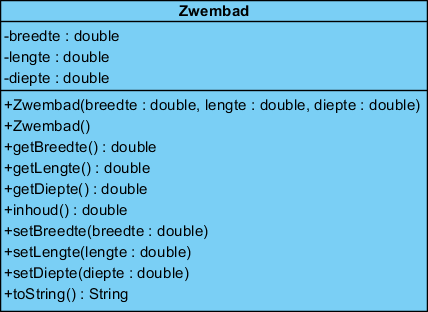 Zwembad
-breedte : double
-lengte : double
-diepte : double
+Zwembad(breedte : double, lengte : double, diepte : double)
+Zwembad()
+getBreedte() : double
+getLengte() : double
+getDiepte() : double
+inhoud() : double
+setBreedte(breedte : double)
+setLengte(lengte : double)
+setDiepte(diepte : double)
+toString() : String